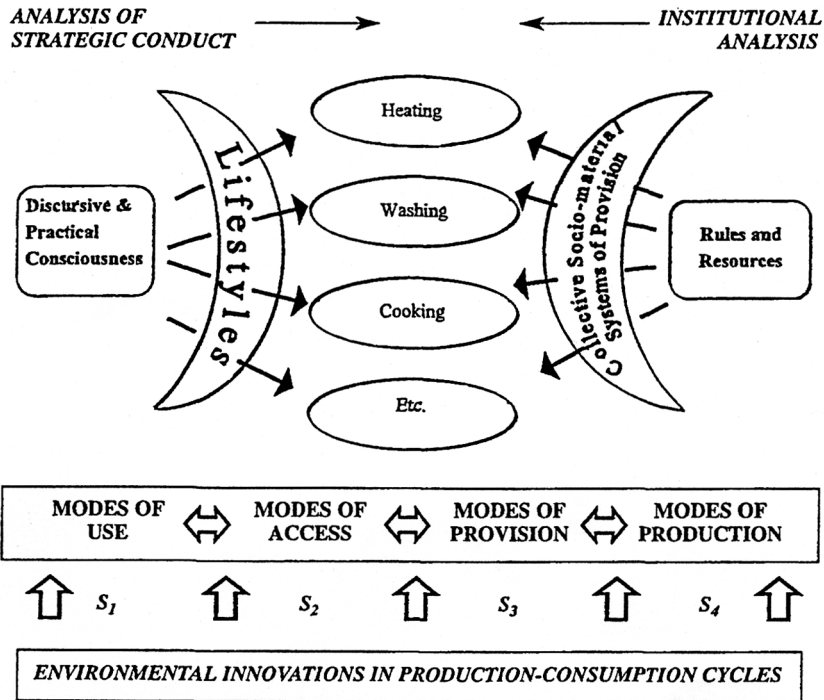 ANALYSIS OF
STRATEGIC CONDUCT
INSTITUTIONAL
ANALYSIS
Heating
Washing
Cooking
Etc.
Lifestyles
Discursive &
Practical
Consciousness
Collective Socio-material
Systems of Provision
Rules and
Resources
MODES OF
USE
MODES OF
ACCESS
MODES OF
PROVISION
MODES OF
PRODUCTION
S1
S2
S3
S4
ENVIRONMENTAL INNOVATIONS IN PRODUCTION-CONSUMPTION CYCLES